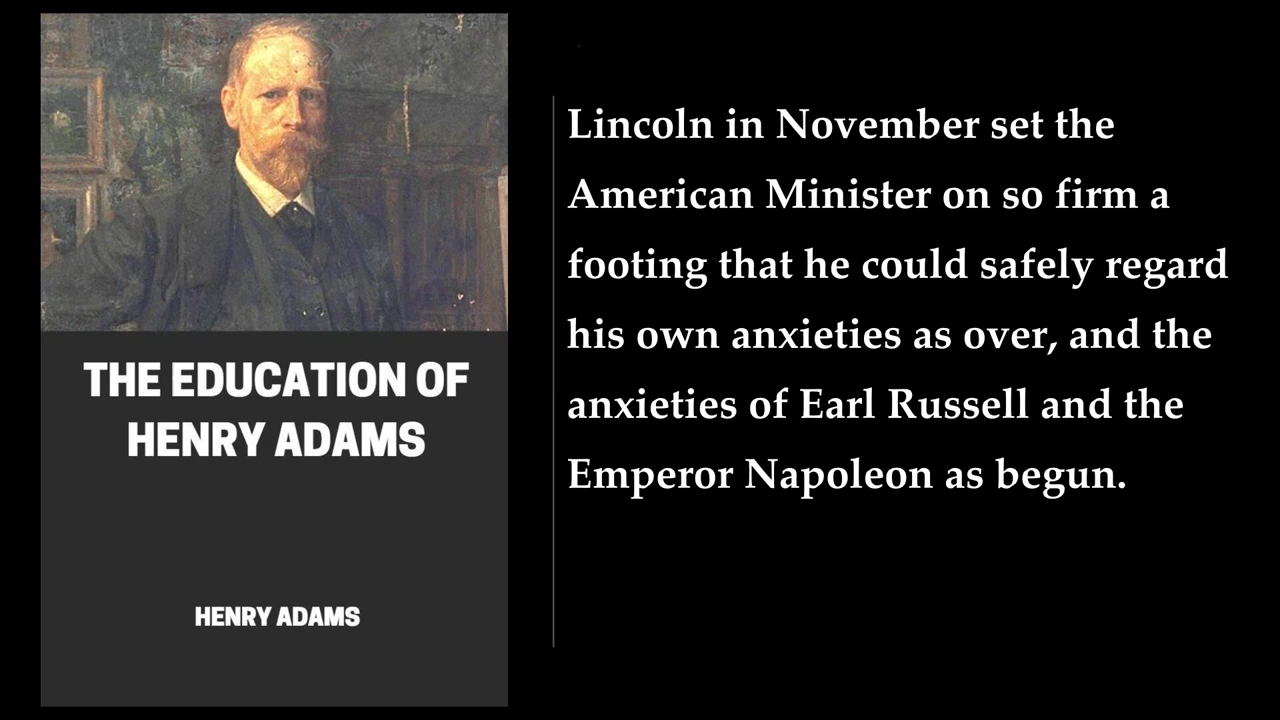 THE EDUCATION OF
HENRY ADAMS
HENRY ADAMS
Lincoln in November set the
American Minister on so firm a
footing that he could safely regard
his own anxieties as over, and the
anxieties of Earl Russell and the
Emperor Napoleon as begun.